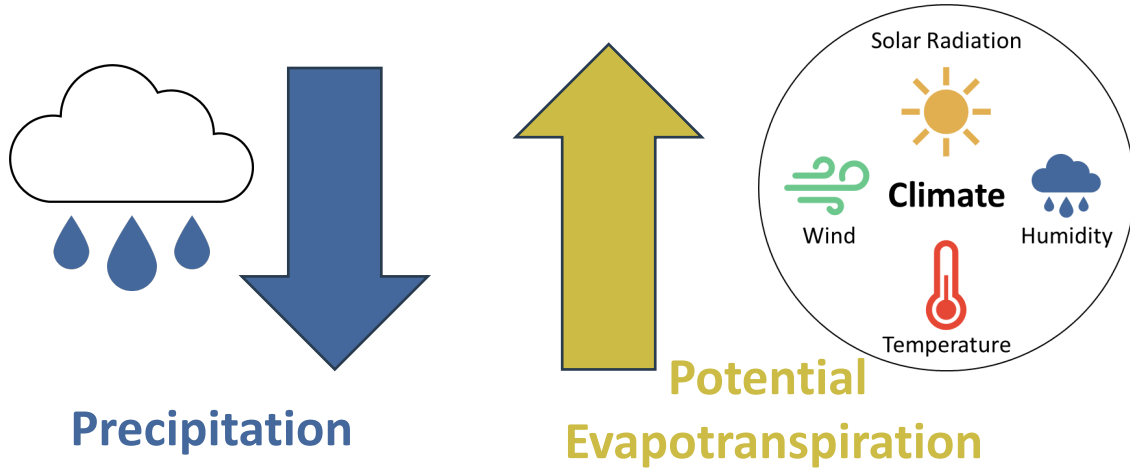 Solar Radiation
Climate
Wind
Humidity
Temperature
Potential
Evapotranspiration
Precipitation